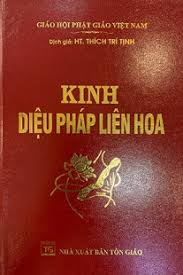 GIÁO HỘI PHẬT GIÁO VIỆT NAM
Dịch giả: HT. THÍCH TRÍ TỊNH
KINH
DIỆU PHÁP LIÊN HOA
NHÀ XUẤT BẢN TÔN GIÁO